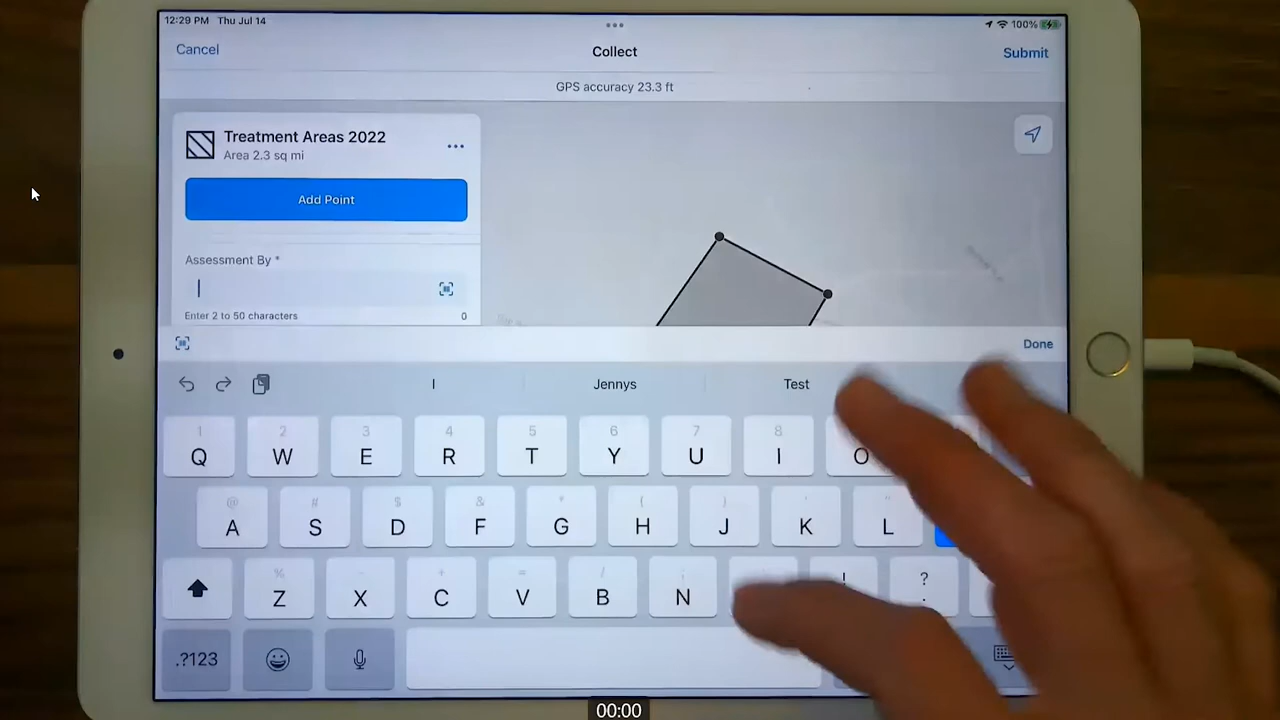 12:29 PM Thu Jul 14
100%
Cancel
Collect
Submit
GPS accuracy 23.3 ft
Treatment Areas 2022
Area 2.3 sq mi
Add Point
Assessment By *
Enter 2 to 50 characters
0
Done
I
Jennys
Test
1 2 3 4 5 6 7 8
Q W E R T Y U I O
@ # $ & * ( ) ' "
A S D F G H J K L
% - + = / ;
Z X C V B N ! ?
.
.?123
00:00